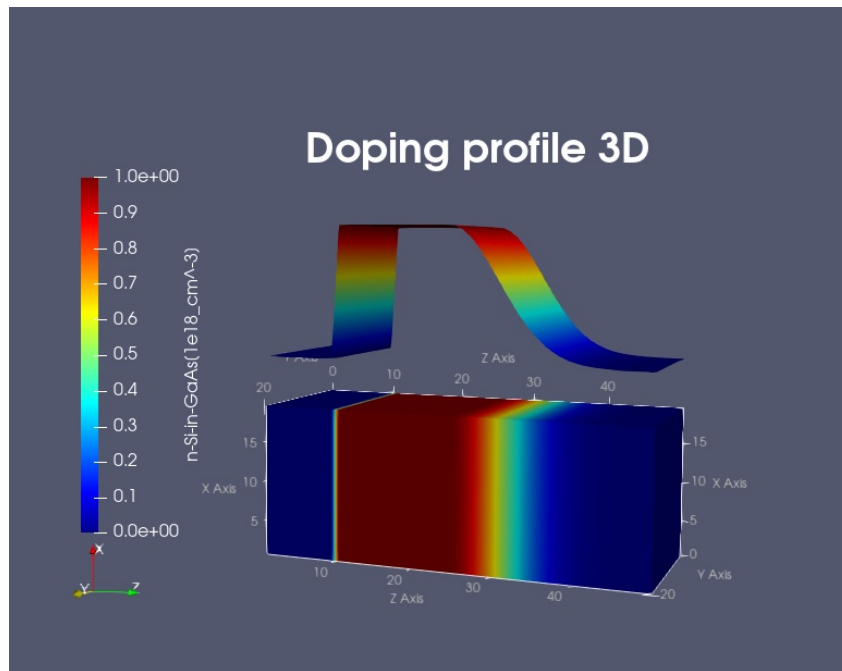 Doping profile 3D
1.0e+00
0.9
0.8
0.7
0.6
0.5
0.4
0.3
0.2
0.1
0.0e+00
n-Si-in-GaAs(1e18_cm^-3)
Y Axis
Z Axis
20
0
10
20
30
40
15
10
5
X Axis
15
10
5
0
X Axis
Y Axis
10
20
30
40
20
Z Axis
X
Y
Z